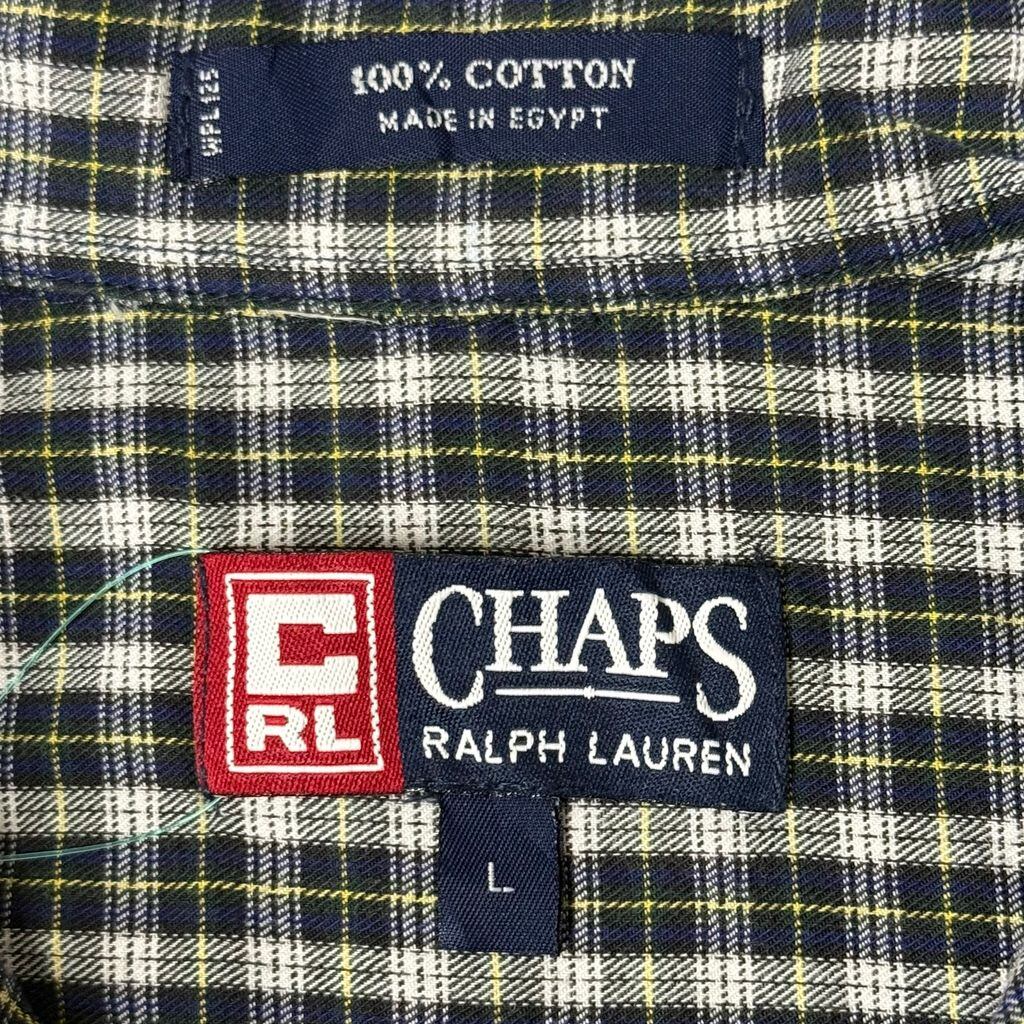 WPL125
100% COTTON
MADE IN EGYPT
C
RL
CHAPS
RALPH LAUREN
L